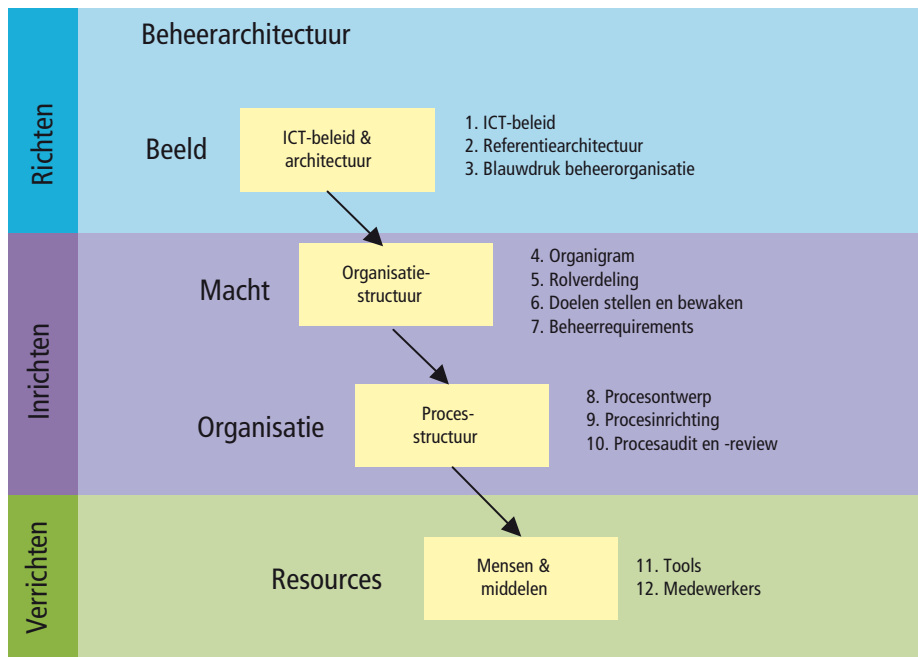 Beheerarchitectuur
Richten
Beeld
ICT-beleid &
architectuur
1. ICT-beleid
2. Referentiearchitectuur
3. Blauwdruk beheerorganisatie
Inrichten
Macht
Organisatie-
structuur
4. Organigram
5. Rolverdeling
6. Doelen stellen en bewaken
7. Beheerrequirements
Organisatie
Proces-
structuur
8. Procesontwerp
9. Procesinrichting
10. Procesaudit en -review
Verrichten
Resources
Mensen &
middelen
11. Tools
12. Medewerkers